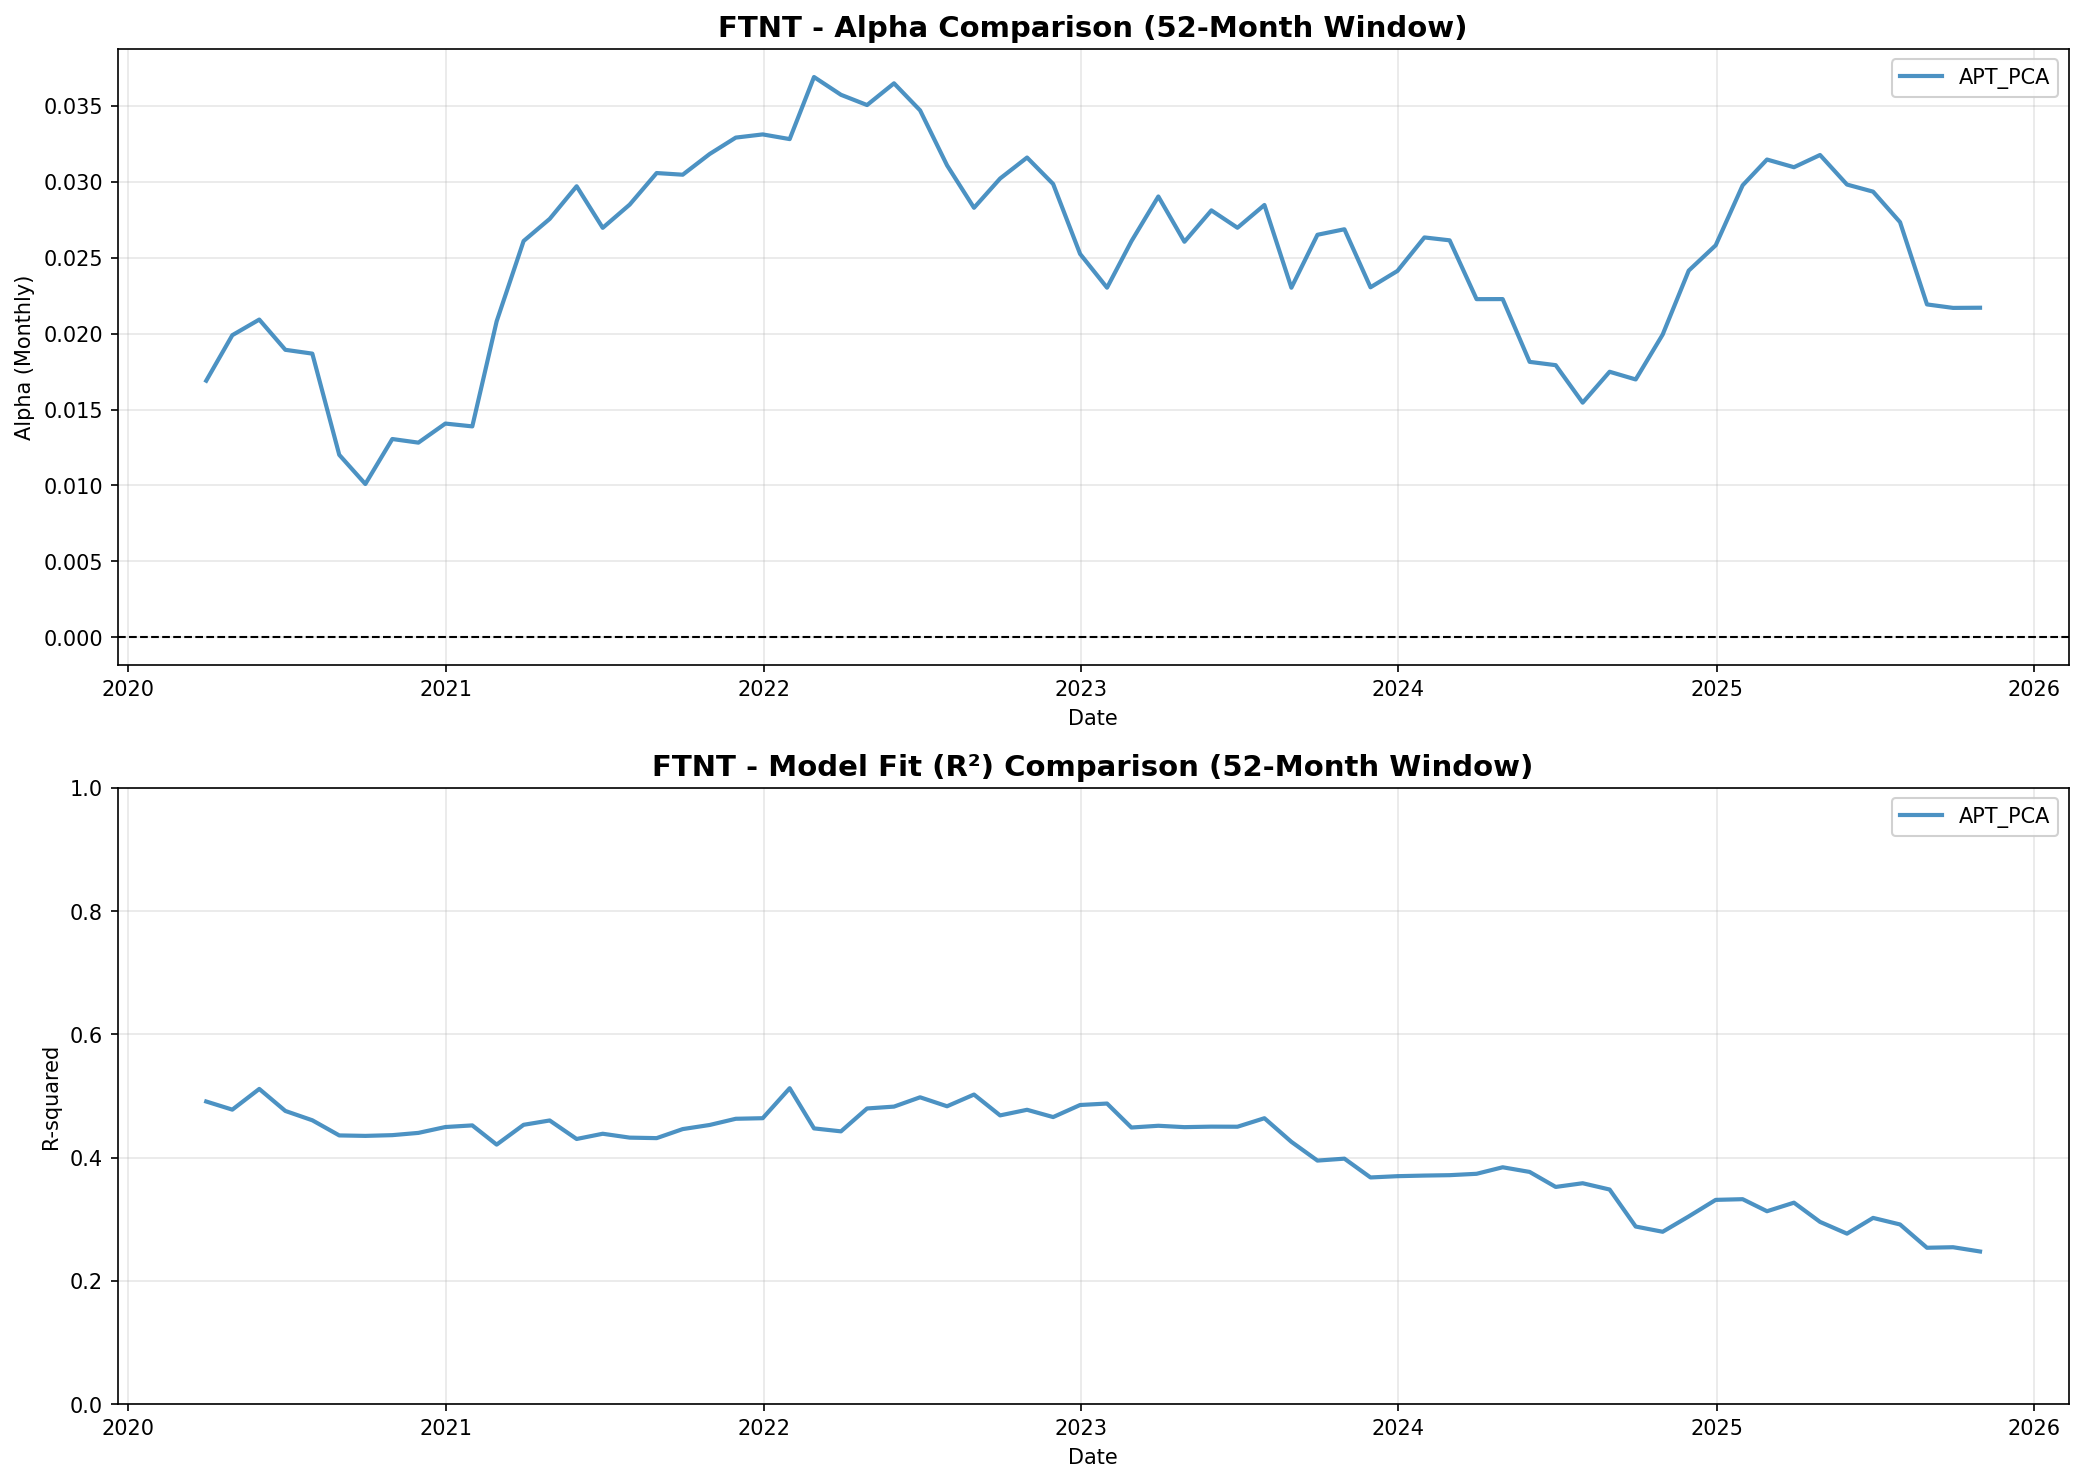 FTNT - Alpha Comparison (52-Month Window)
APT_PCA
Alpha (Monthly)
0.035
0.030
0.025
0.020
0.015
0.010
0.005
0.000
2020 2021 2022 2023 2024 2025 2026
Date
FTNT - Model Fit (R²) Comparison (52-Month Window)
APT_PCA
R-squared
1.0
0.8
0.6
0.4
0.2
0.0
2020 2021 2022 2023 2024 2025 2026
Date